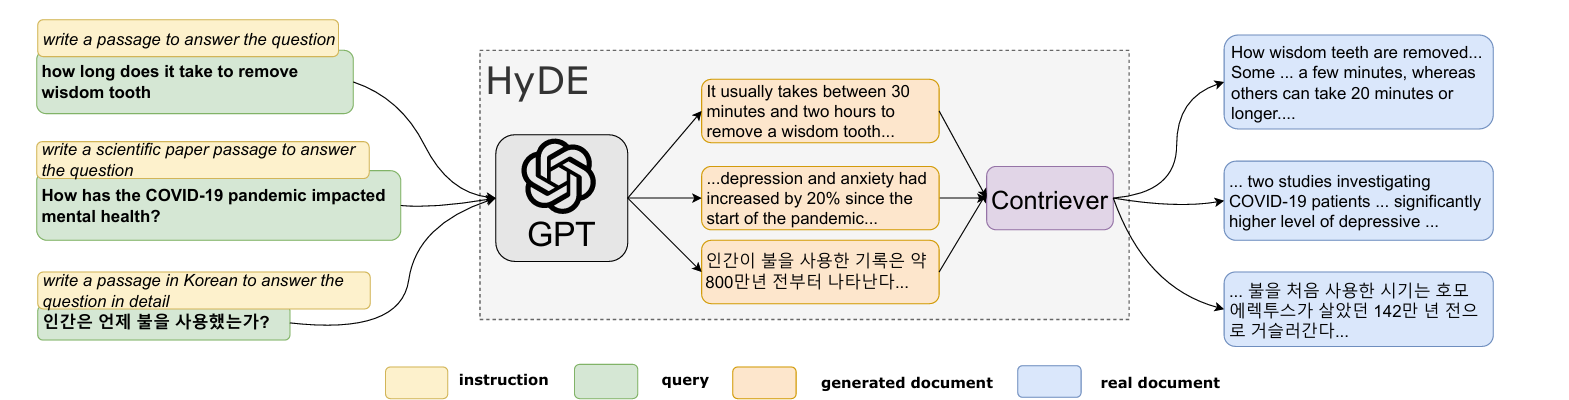 write a passage to answer the question
how long does it take to remove
wisdom tooth
write a scientific paper passage to answer
the question
How has the COVID-19 pandemic impacted
mental health?
write a passage in Korean to answer the
question in detail
인간은 언제 불을 사용했는가?
HyDE
GPT
It usually takes between 30
minutes and two hours to
remove a wisdom tooth...
...depression and anxiety had
increased by 20% since the
start of the pandemic...
인간이 불을 사용한 기록은 약
800만년 전부터 나타난다...
Contriever
How wisdom teeth are removed...
Some ... a few minutes, whereas
others can take 20 minutes or
longer....
... two studies investigating
COVID-19 patients ... significantly
higher level of depressive ...
... 불을 처음 사용한 시기는 호모
에렉투스가 살았던 142만 년 전으
로 거슬러간다...
instruction
query
generated document
real document